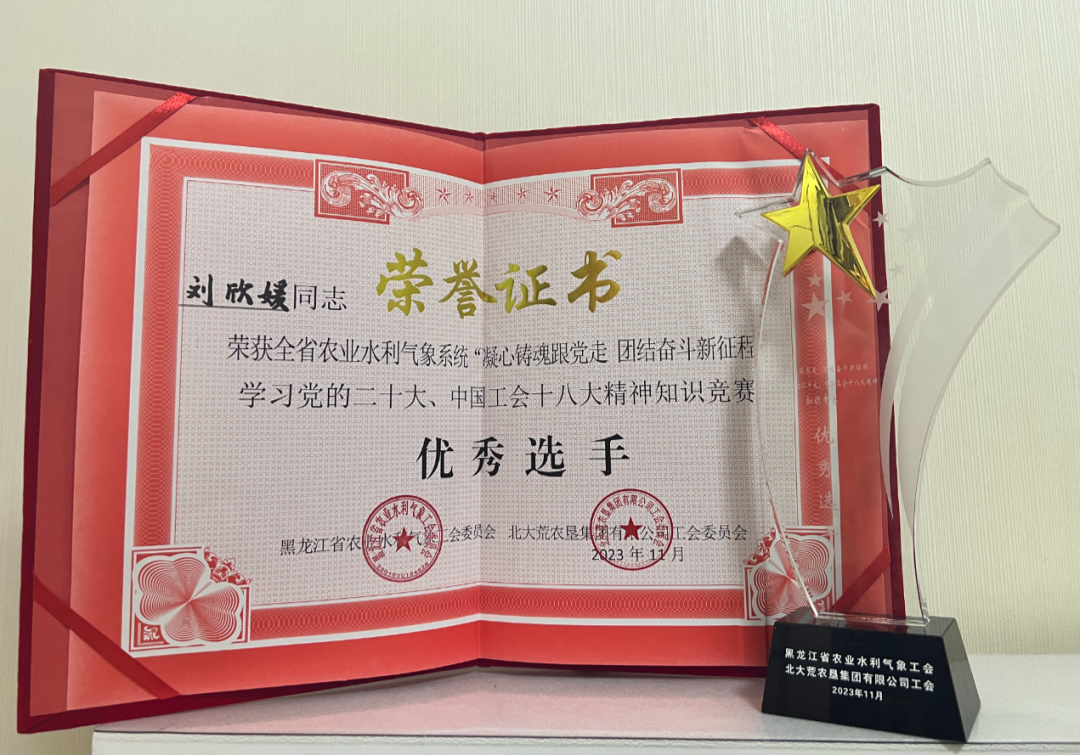 荣誉证书
刘欣媛同志
荣获全省农业水利气象系统“凝心铸魂跟党走 团结奋斗新征程
学习党的二十大、中国工会十八大精神知识竞赛
优秀选手
黑龙江省农业水利气象工会委员会 北大荒农垦集团有限公司工会委员会
2023年11月
优秀选
黑龙江省农业水利气象工会
北大荒农垦集团有限公司工会
2023年11月